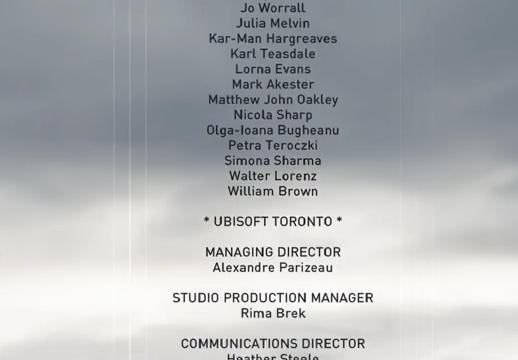 Jo Worrall
Julia Melvin
Kar-Man Hargreaves
Karl Teasdale
Lorna Evans
Mark Akester
Matthew John Oakley
Nicola Sharp
Olga-Ioana Bugheanu
Petra Teroczki
Simona Sharma
Walter Lorenz
William Brown
* UBISOFT TORONTO *
MANAGING DIRECTOR
Alexandre Parizeau
STUDIO PRODUCTION MANAGER
Rima Brek
COMMUNICATIONS DIRECTOR
Heather Steele